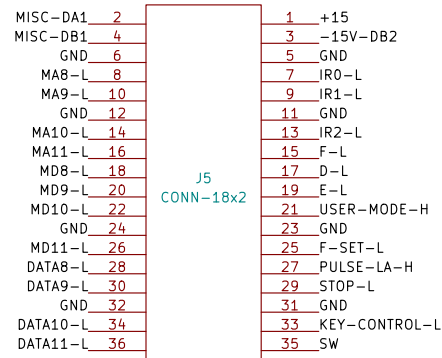 MISC-DA1 2 1 +15
MISC-DB1 4 3 -15V-DB2
GND 6 5 GND
MA8-L 8 7 IR0-L
MA9-L 10 9 IR1-L
GND 12 11 GND
MA10-L 14 13 IR2-L
MA11-L 16 15 F-L
MD8-L 18 17 D-L
J5
MD9-L 20 19 E-L
CONN-18x2
MD10-L 22 21 USER-MODE-H
GND 24 23 GND
MD11-L 26 25 F-SET-L
DATA8-L 28 27 PULSE-LA-H
DATA9-L 30 29 STOP-L
GND 32 31 GND
DATA10-L 34 33 KEY-CONTROL-L
DATA11-L 36 35 SW